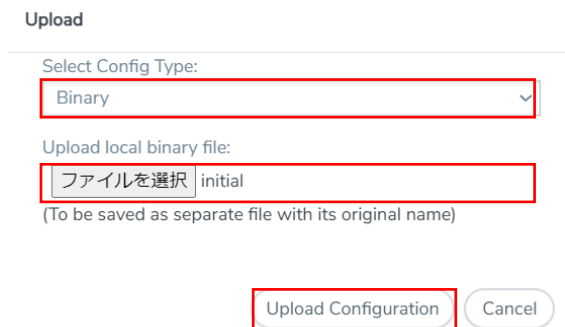 Upload
Select Config Type:
Binary
Upload local binary file:
ファイルを選択 initial
(To be saved as separate file with its original name)
Upload Configuration Cancel